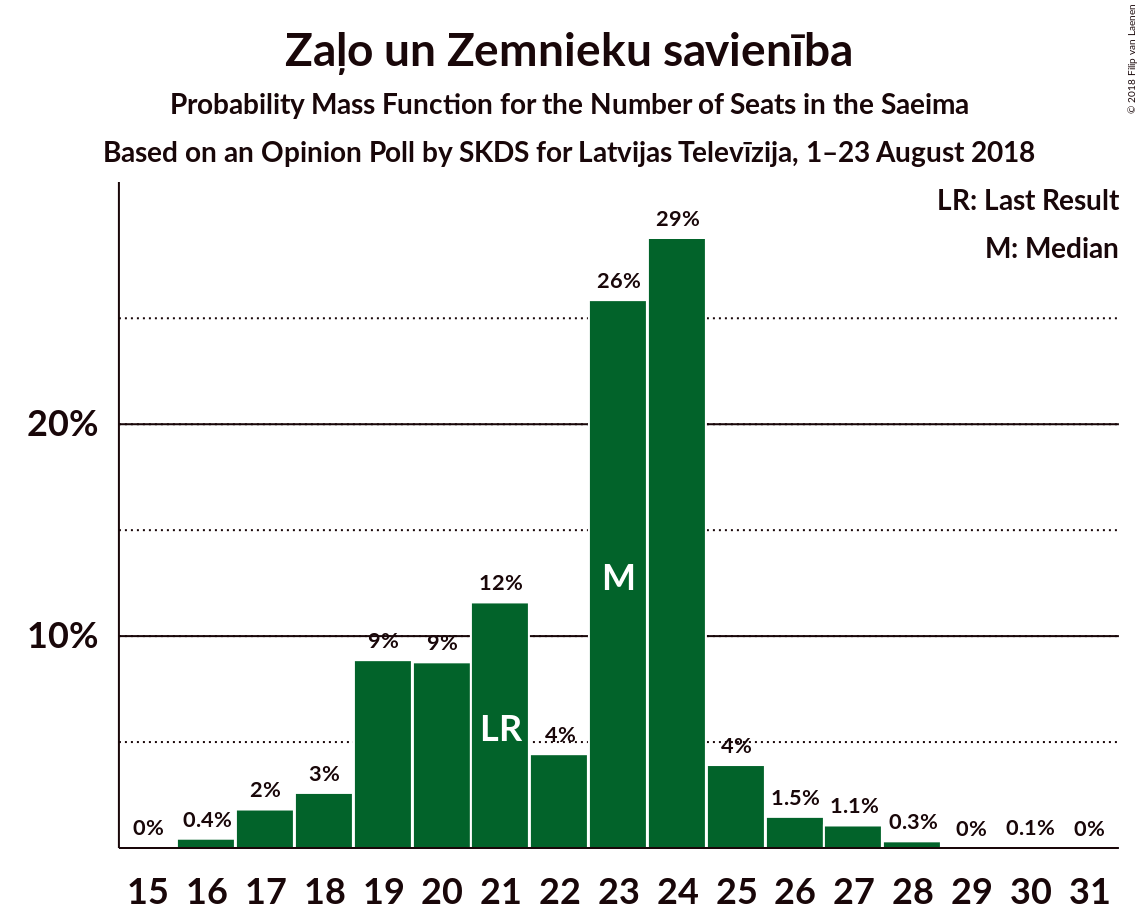 Zaļo un Zemnieku savienība
Probability Mass Function for the Number of Seats in the Saeima
Based on an Opinion Poll by SKDS for Latvijas Televīzija, 1–23 August 2018
© 2018 Filip van Laenen
LR: Last Result
M: Median
29%
26%
20%
12%
M
10%
9%
9%
LR
4%
4%
3%
2%
1.5%
1.1%
0.4%
0.3%
0%
0%
0.1%
0%
15 16 17 18 19 20 21 22 23 24 25 26 27 28 29 30 31